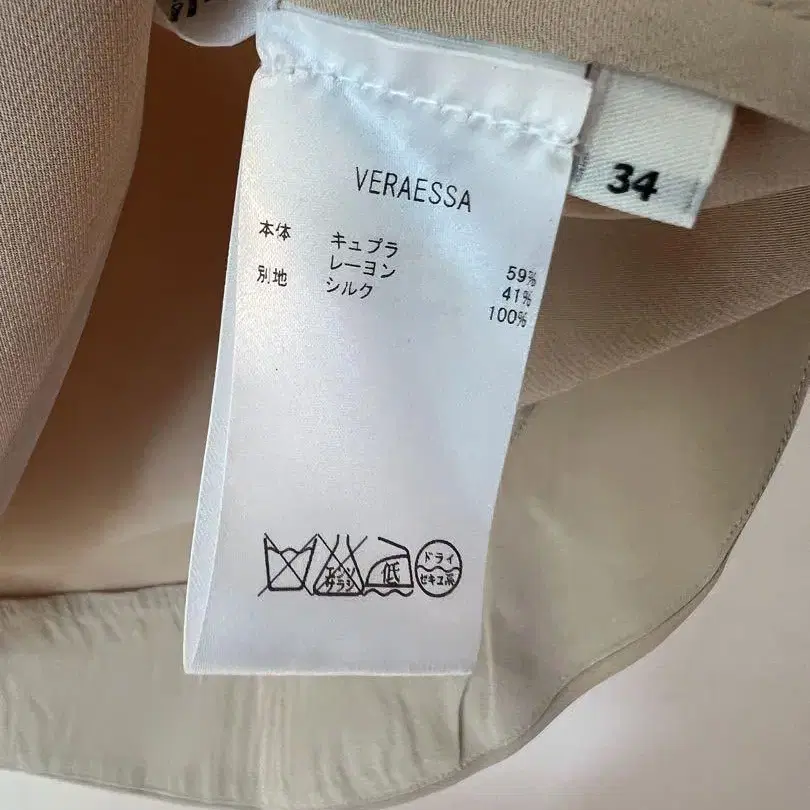 34
VERAESSA
本体 キュプラ 59%
レーヨン 41%
別地 シルク 100%
エンソ
サラシ
低
ドライ
セキユ系